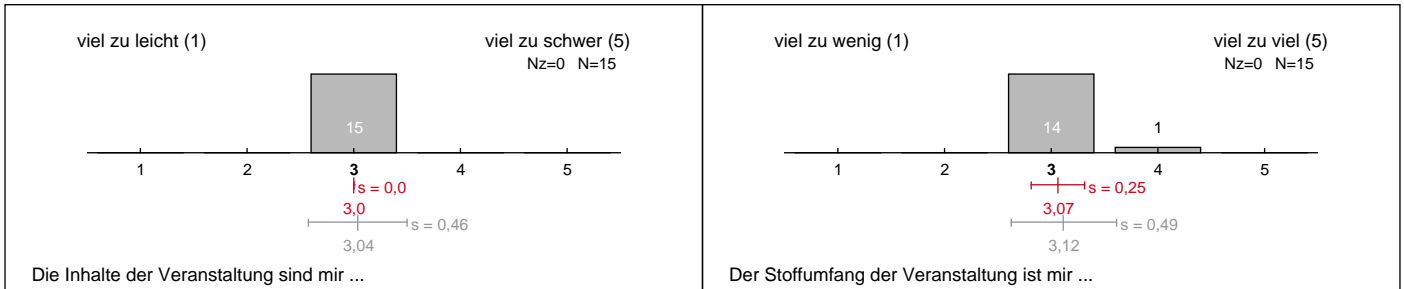 viel zu leicht (1)
viel zu schwer (5)
Nz=0 N=15
15
1 2 3 4 5
s = 0,0
3,0
s = 0,46
3,04
Die Inhalte der Veranstaltung sind mir ...
viel zu wenig (1)
viel zu viel (5)
Nz=0 N=15
14
1
1 2 3 4 5
s = 0,25
3,07
s = 0,49
3,12
Der Stoffumfang der Veranstaltung ist mir ...